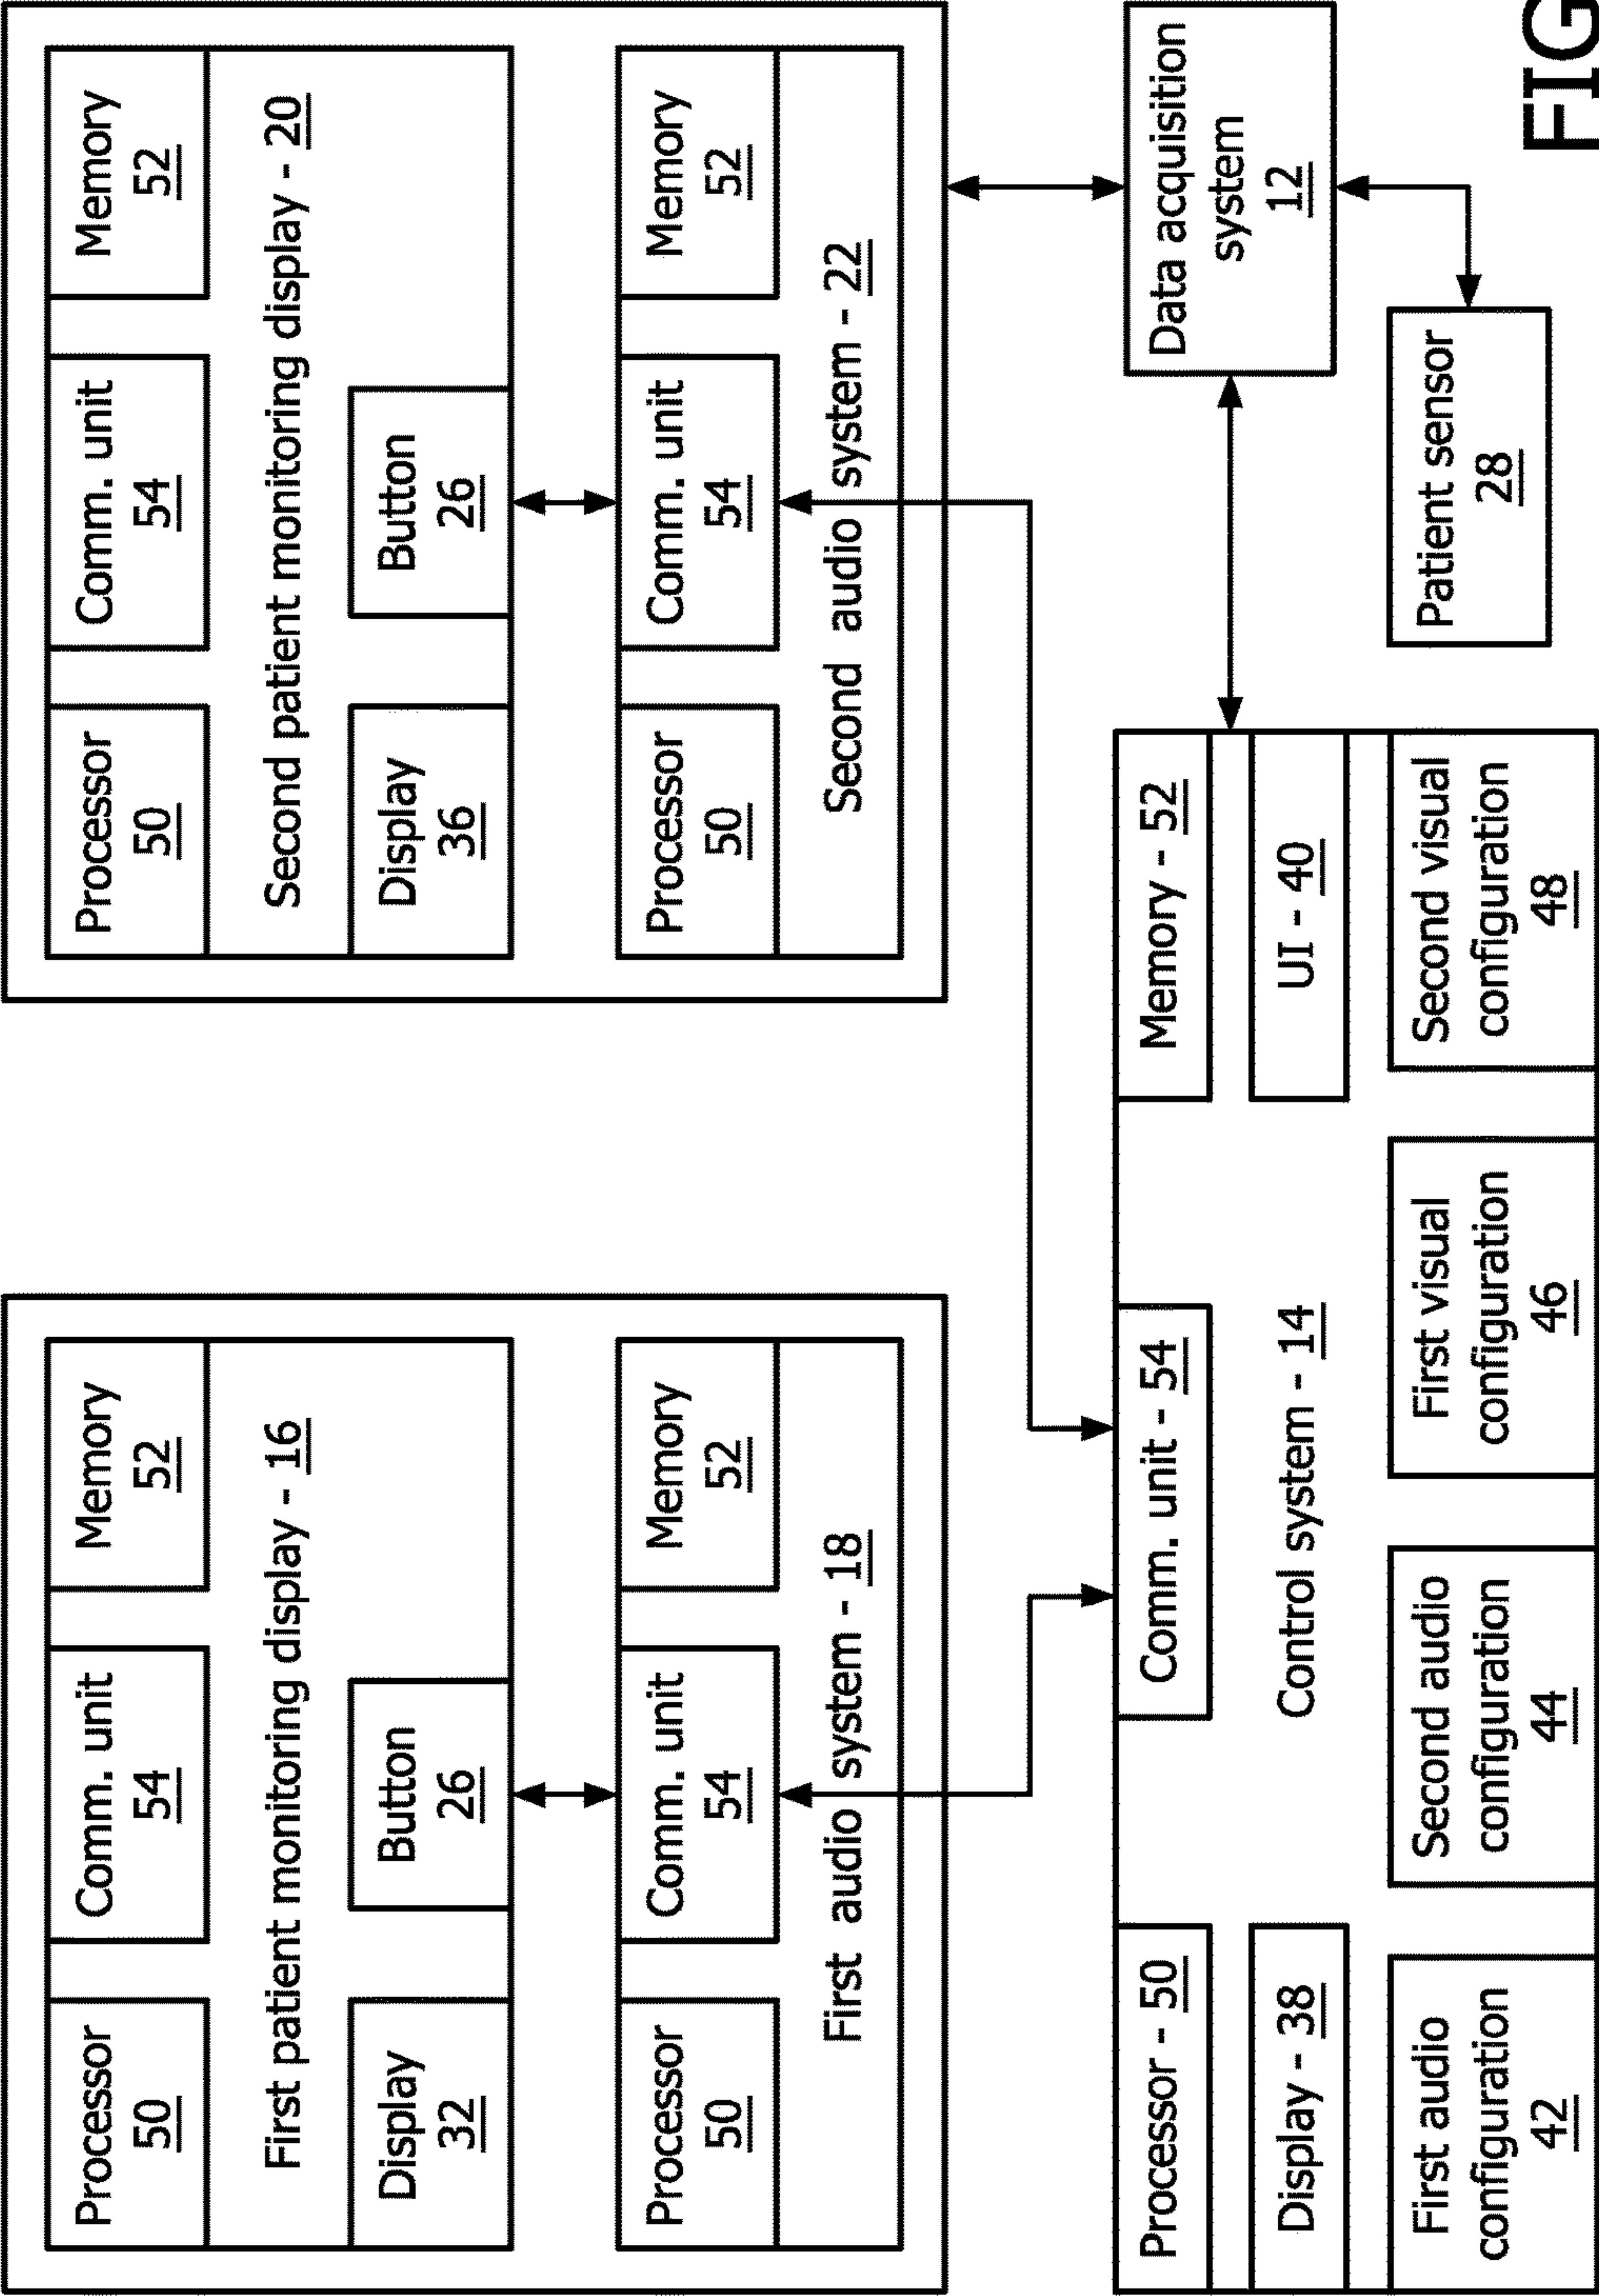 Processor
50
Comm. unit
54
Memory
52
First patient monitoring display - 16
Display
32
Button
26
Processor
50
Comm. unit
54
Memory
52
First audio system - 18
Processor
50
Comm. unit
54
Memory
52
Second patient monitoring display - 20
Display
36
Button
26
Processor
50
Comm. unit
54
Memory
52
Second audio system - 22
Processor - 50
Comm. unit - 54
Memory - 52
Display - 38
Control system - 14
UI - 40
First audio
configuration
42
Second audio
configuration
44
First visual
configuration
46
Second visual
configuration
48
Data acquisition
system
12
Patient sensor
28
FIG